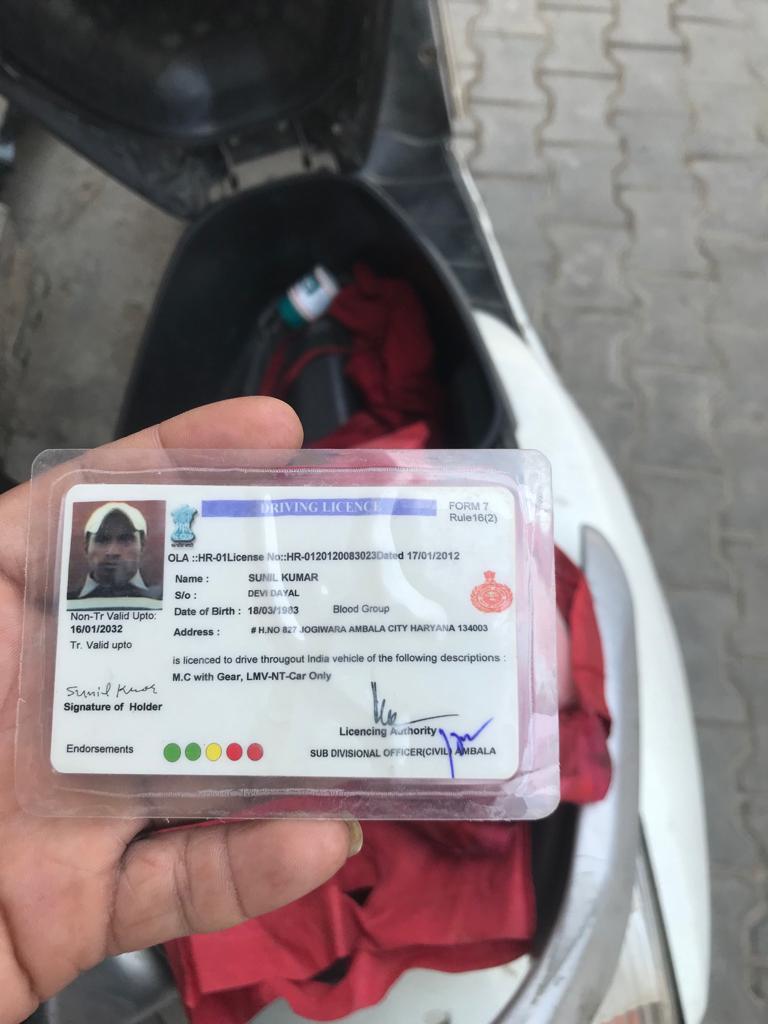 DRIVING LICENCE
FORM 7
Rule16(2)
OLA ::HR-01License No::HR-0120120083023Dated 17/01/2012
Name : SUNIL KUMAR
S/o : DEVI DAYAL
Date of Birth : 18/03/1983 Blood Group
Address : # H.NO 827 JOGIWARA AMBALA CITY HARYANA 134003
Non-Tr Valid Upto:
16/01/2032
Tr. Valid upto
is licenced to drive througout India vehicle of the following descriptions :
M.C with Gear, LMV-NT-Car Only
Sunil Kumar
Signature of Holder
Licencing Authority
SUB DIVISIONAL OFFICER(CIVIL) AMBALA
Endorsements